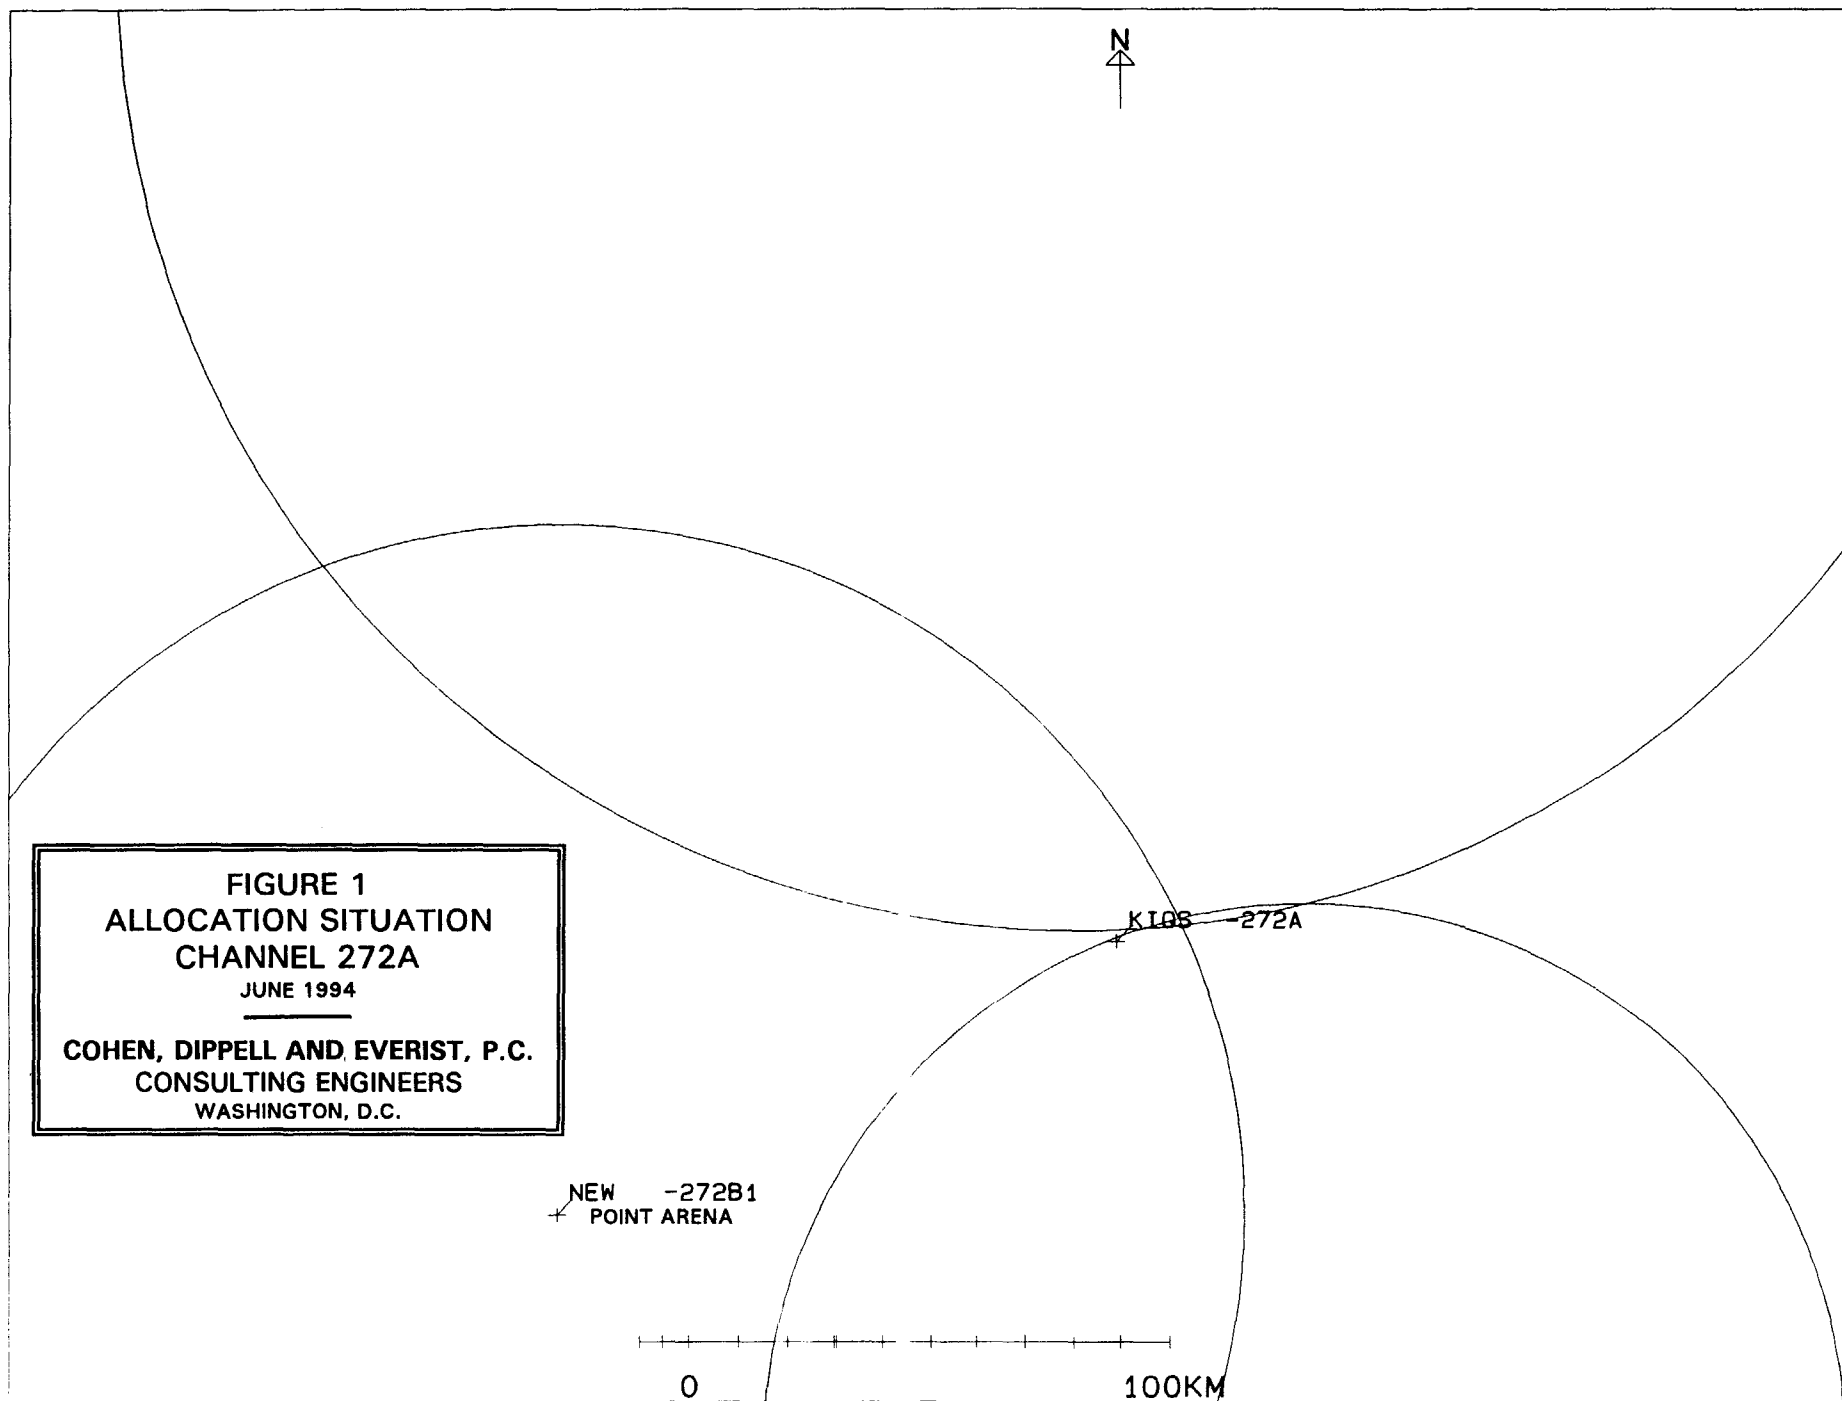 N
KIQS -272A
FIGURE 1
ALLOCATION SITUATION
CHANNEL 272A
JUNE 1994
COHEN, DIPPELL AND EVERIST, P.C.
CONSULTING ENGINEERS
WASHINGTON, D.C.
NEW -272B1
POINT ARENA
0 100KM